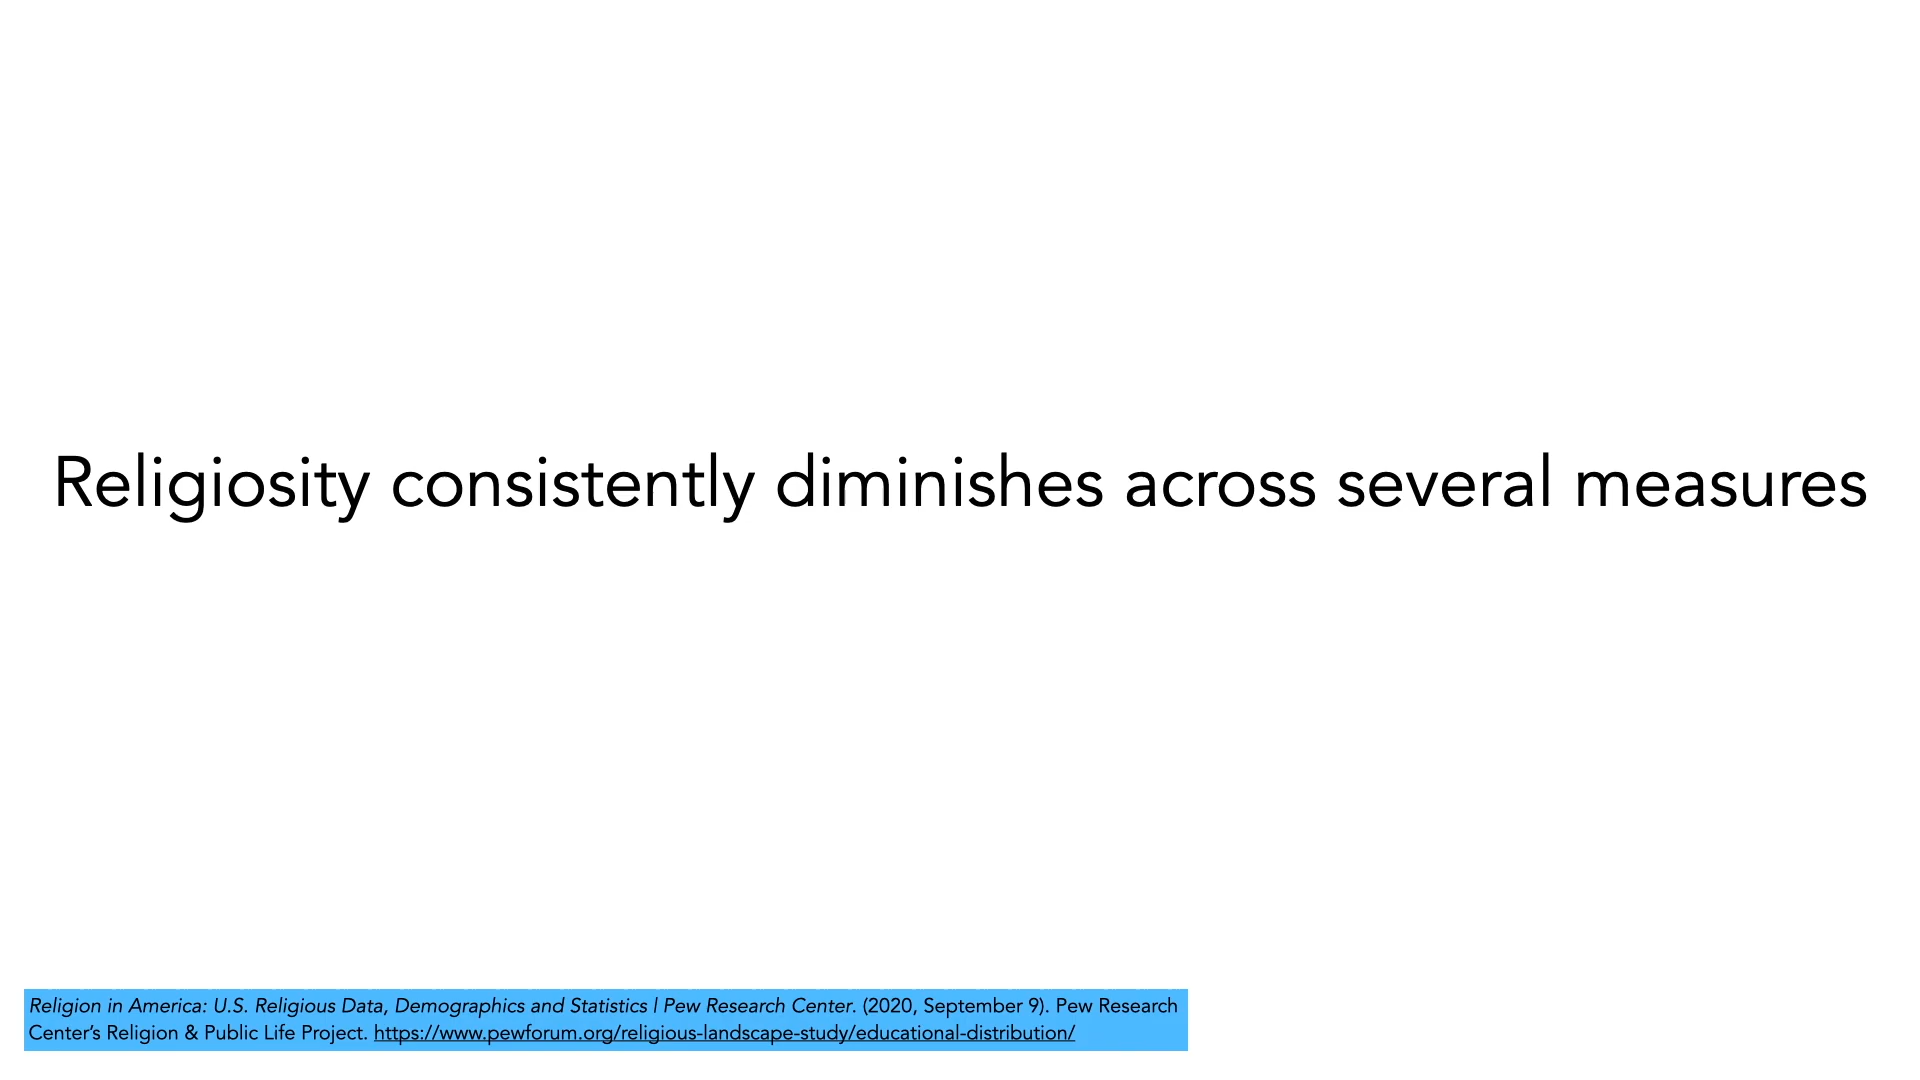 Religiosity consistently diminishes across several measures
Religion in America: U.S. Religious Data, Demographics and Statistics | Pew Research Center. (2020, September 9). Pew Research
Center’s Religion & Public Life Project. https://www.pewforum.org/religious-landscape-study/educational-distribution/